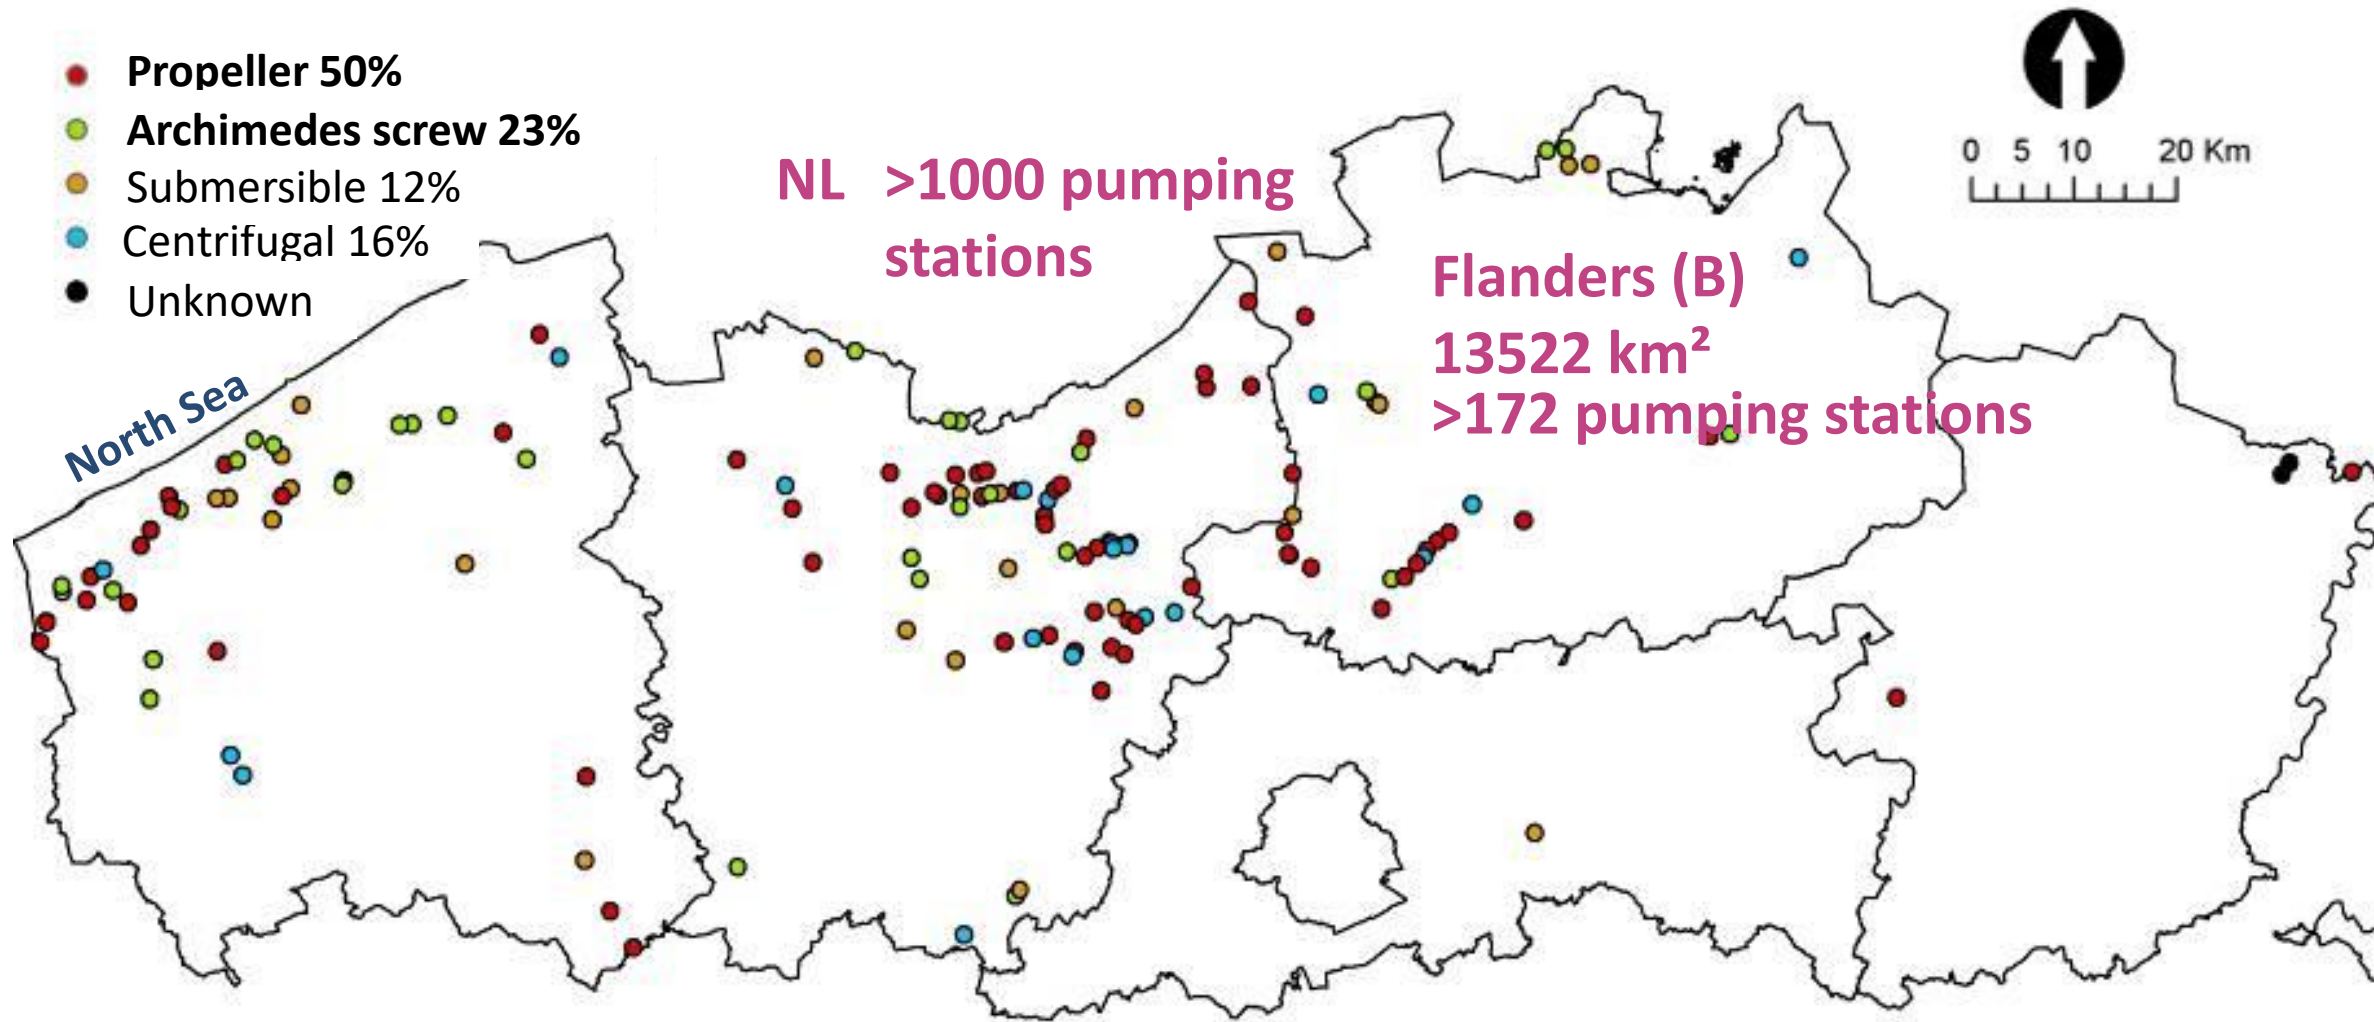 Propeller 50%
Archimedes screw 23%
Submersible 12%
Centrifugal 16%
Unknown
North Sea
NL >1000 pumping
stations
Flanders (B)
13522 km²
>172 pumping stations
0 5 10 20 Km